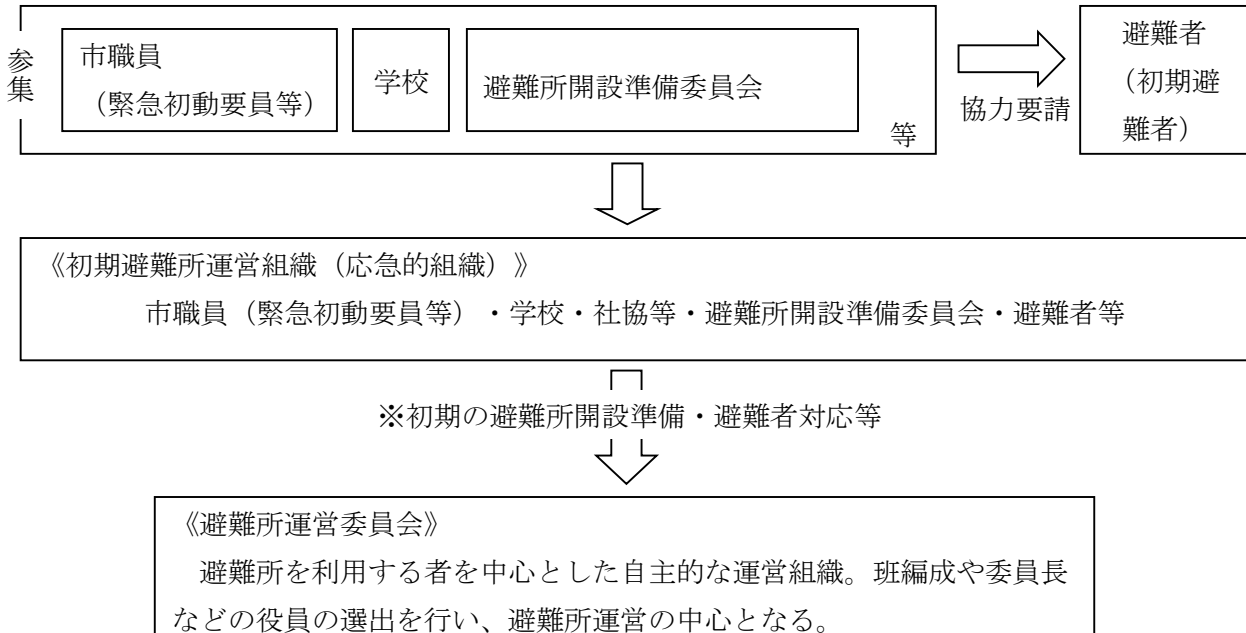 参集
市職員
（緊急初動要員等）
学校
避難所開設準備委員会
等
協力要請
避難者
（初期避
難者）
《初期避難所運営組織（応急的組織）》
市職員（緊急初動要員等）・学校・社協等・避難所開設準備委員会・避難者等
※初期の避難所開設準備・避難者対応等
《避難所運営委員会》
避難所を利用する者を中心とした自主的な運営組織。班編成や委員長
などの役員の選出を行い、避難所運営の中心となる。